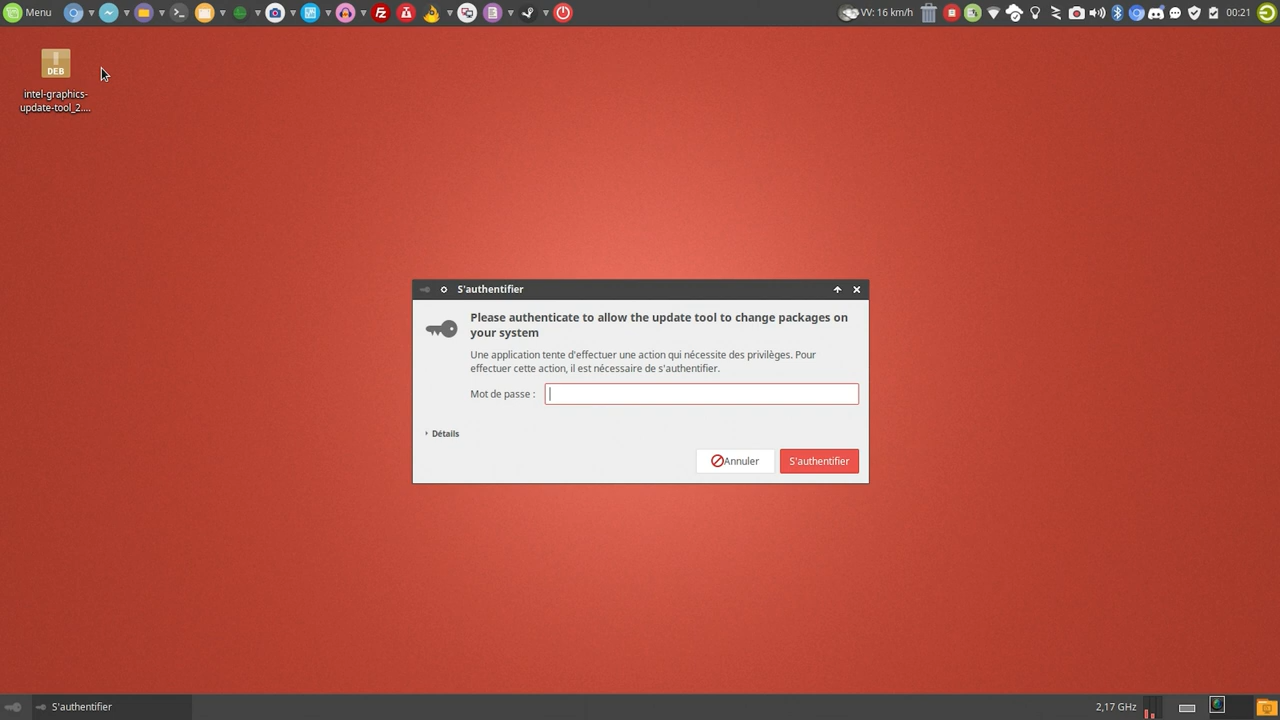 Menu
VV: 16 km/h
00:21
DEB
intel-graphics-
update-tool_2....
S'authentifier
Please authenticate to allow the update tool to change packages on
your system
Une application tente d'effectuer une action qui nécessite des privilèges. Pour
effectuer cette action, il est nécessaire de s'authentifier.
Mot de passe :
Détails
Annuler
S'authentifier
S'authentifier
2,17 GHz